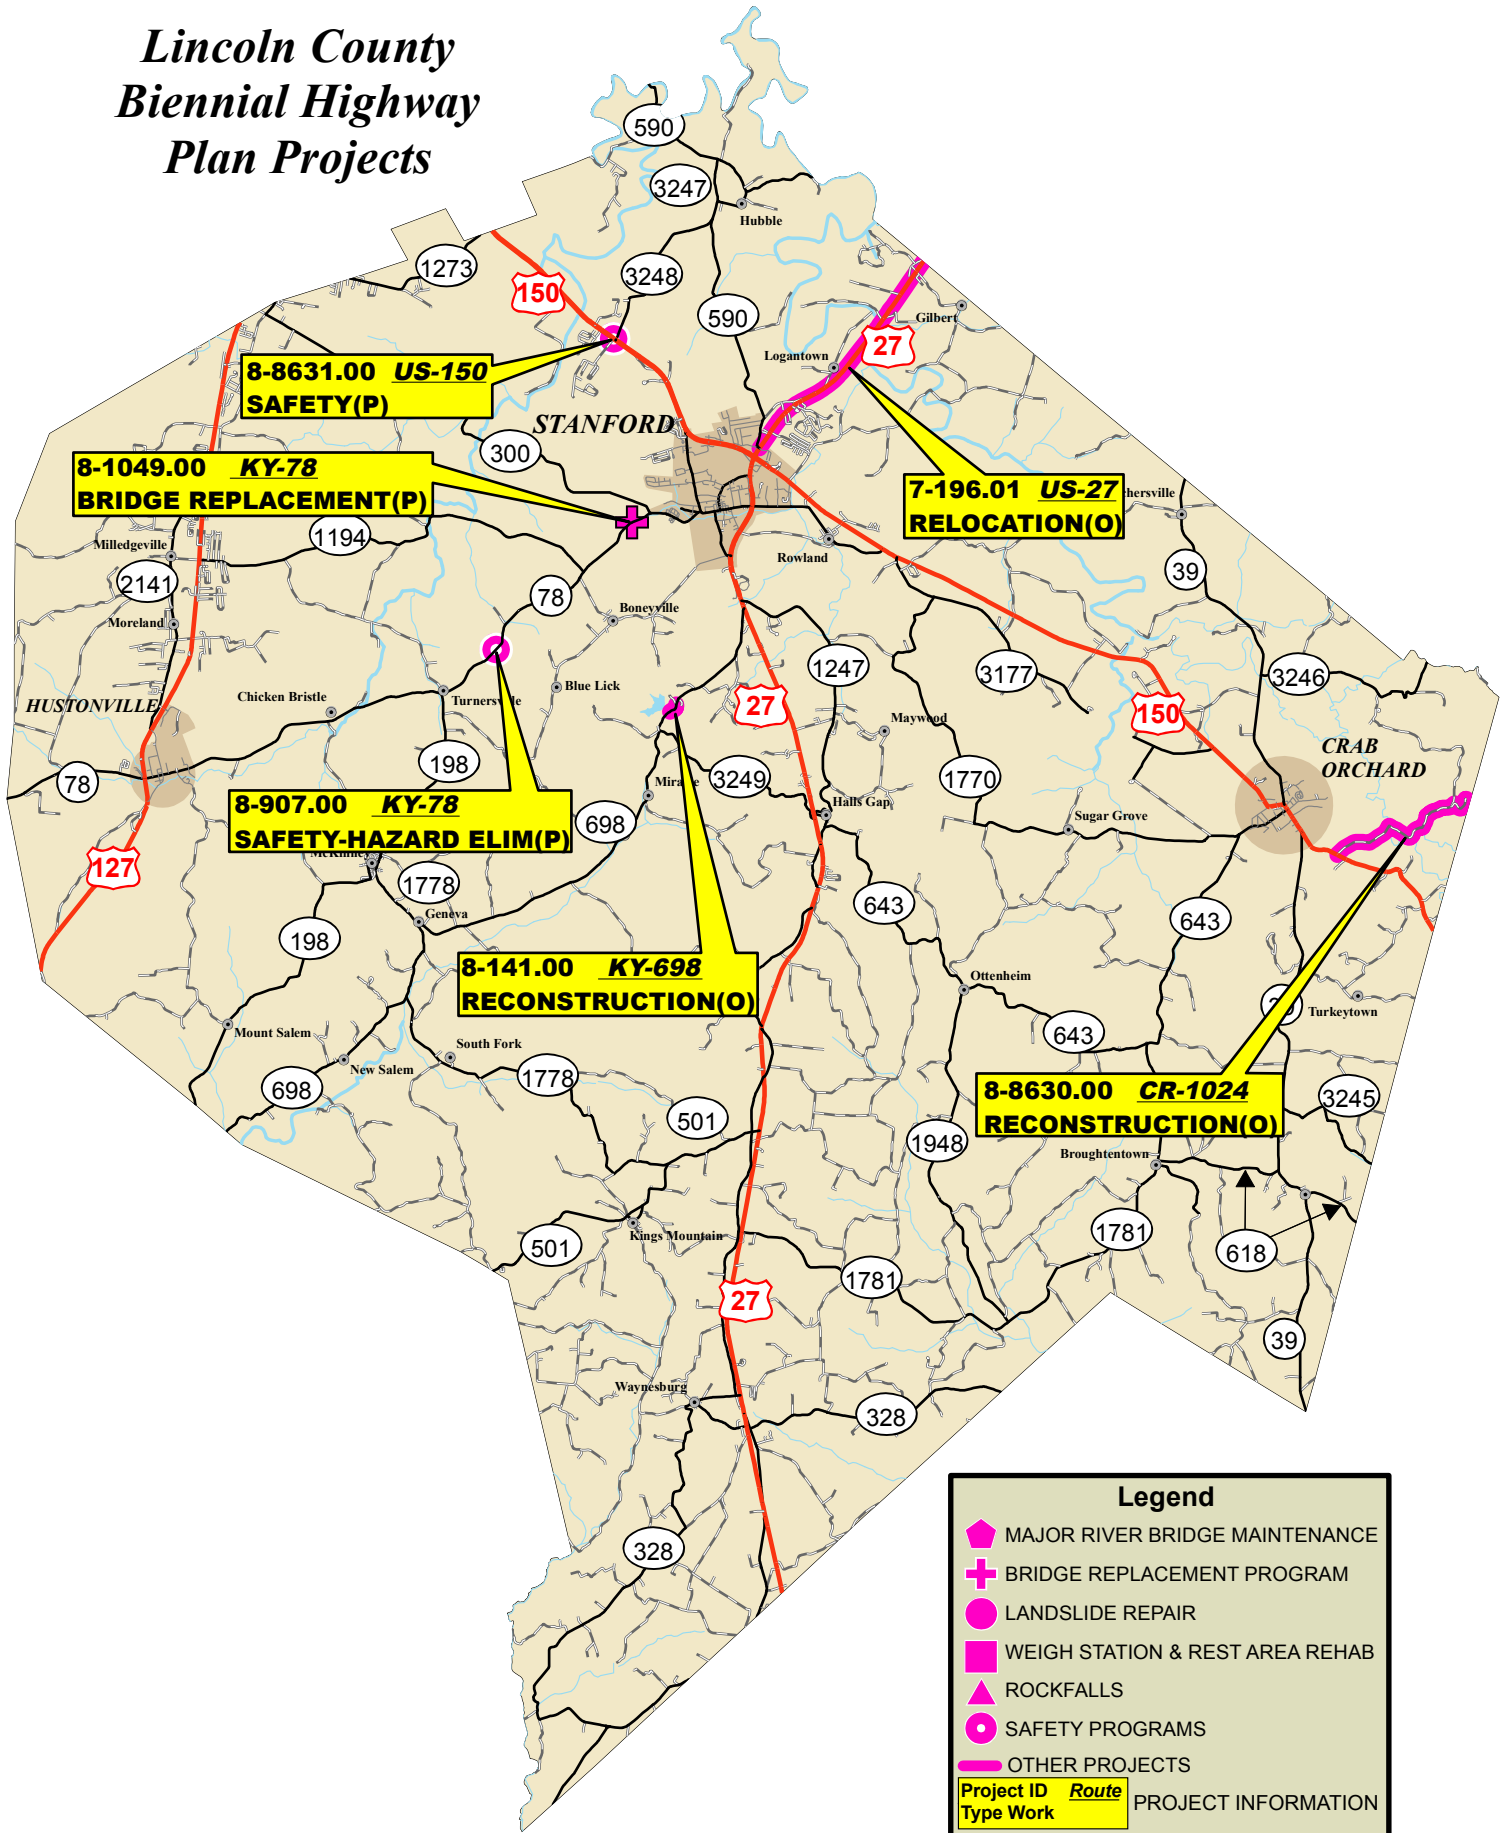 Lincoln County
Biennial Highway
Plan Projects
590
3247
Hubble
1273
3248
150
590
Gilbert
27
Logantown
8-8631.00 US-150
SAFETY(P)
STANFORD
300
8-1049.00 KY-78
BRIDGE REPLACEMENT(P)
7-196.01 US-27
RELOCATION(O)
chersville
1194
Milledgeville
Rowland
39
2141
78
Moreland
Boneyville
1247
3177
3246
Chicken Bristle
Turnersville
Blue Lick
HUSTONVILLE
27
150
Maywood
CRAB
ORCHARD
198
78
3249
1770
8-907.00 KY-78
SAFETY-HAZARD ELIM(P)
698
Halls Gap
Sugar Grove
127
1778
643
643
Geneva
198
8-141.00 KY-698
RECONSTRUCTION(O)
Ottenheim
Turkeytown
Mount Salem
643
South Fork
New Salem
698
1778
8-8630.00 CR-1024
RECONSTRUCTION(O)
3245
501
1948
Broughtentown
Kings Mountain
501
1781
618
1781
27
39
Waynesburg
328
328
Legend
MAJOR RIVER BRIDGE MAINTENANCE
BRIDGE REPLACEMENT PROGRAM
LANDSLIDE REPAIR
WEIGH STATION & REST AREA REHAB
ROCKFALLS
SAFETY PROGRAMS
OTHER PROJECTS
Project ID Route
Type Work
PROJECT INFORMATION